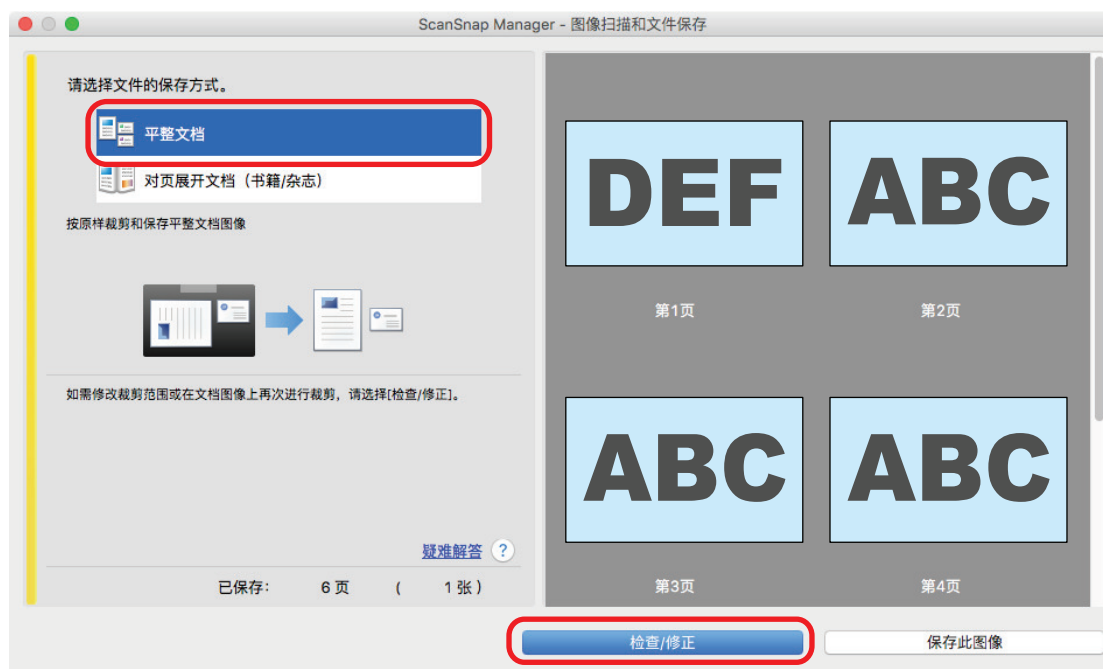 ScanSnap Manager - 图像扫描和文件保存
请选择文件的保存方式。
平整文档
对页展开文档（书籍/杂志）
按原样裁剪和保存平整文档图像
如需修改裁剪范围或在文档图像上再次进行裁剪，请选择[检查/修正]。
疑难解答 ?
已保存： 6 页 ( 1 张 )
DEF
ABC
第1页
第2页
ABC
ABC
第3页
第4页
检查/修正
保存此图像